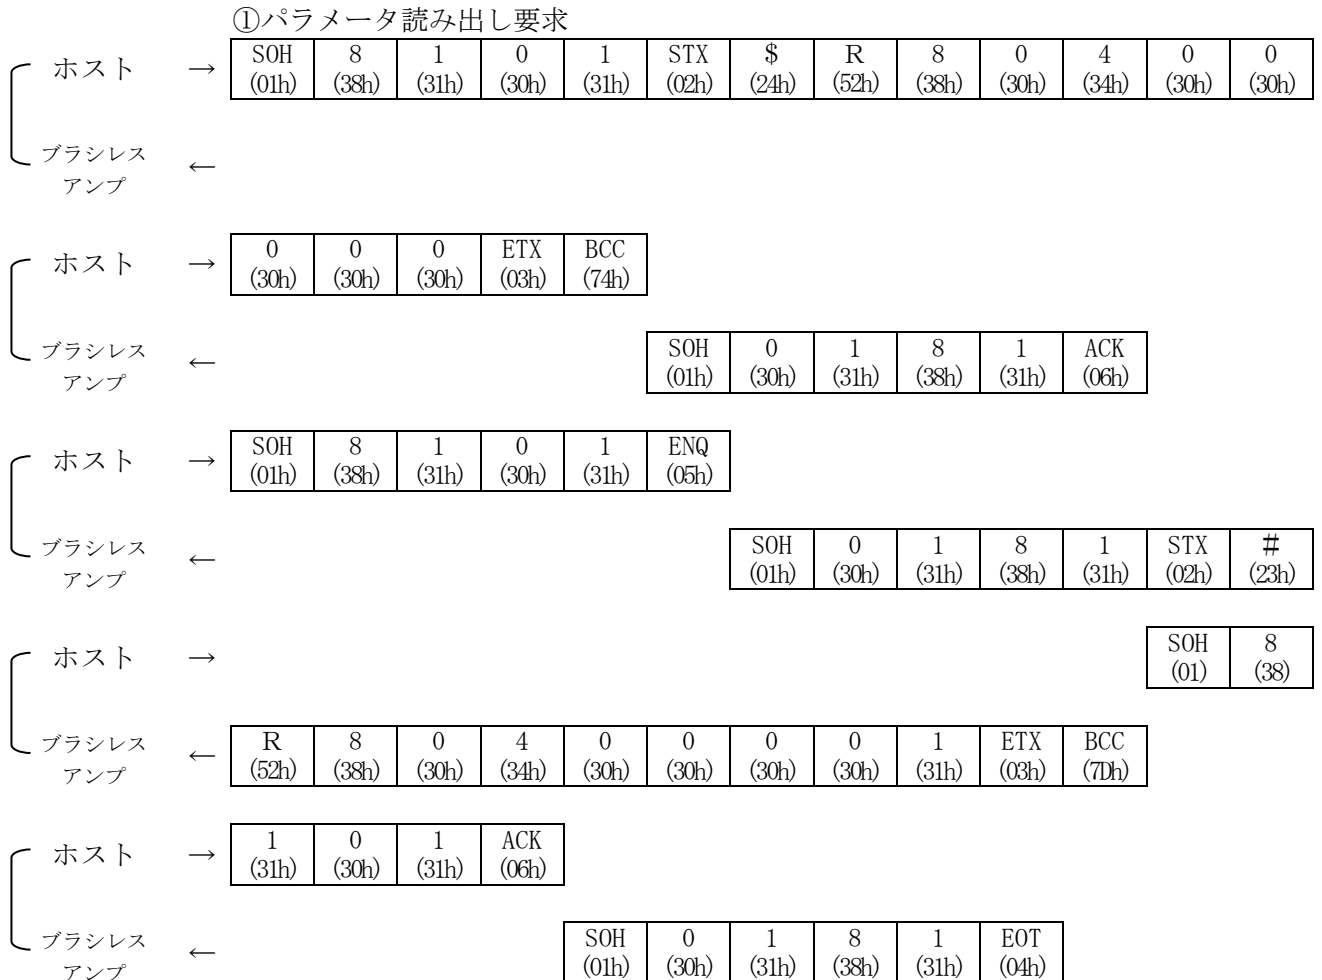 ①パラメータ読み出し要求
ホスト → SOH 8 1 0 1 STX $ R 8 0 4 0 0
(01h) (38h) (31h) (30h) (31h) (02h) (24h) (52h) (38h) (30h) (34h) (30h) (30h)
ブラシレス ←
アンプ
ホスト → 0 0 0 ETX BCC
(30h) (30h) (30h) (03h) (74h)
ブラシレス ← SOH 0 1 8 1 ACK
アンプ (01h) (30h) (31h) (38h) (31h) (06h)
ホスト → SOH 8 1 0 1 ENQ
(01h) (38h) (31h) (30h) (31h) (05h)
ブラシレス ← SOH 0 1 8 1 STX #
アンプ (01h) (30h) (31h) (38h) (31h) (02h) (23h)
ホスト → SOH 8
(01) (38)
ブラシレス ← R 8 0 4 0 0 0 0 1 ETX BCC
アンプ (52h) (38h) (30h) (34h) (30h) (30h) (30h) (30h) (31h) (03h) (7Dh)
ホスト → 1 0 1 ACK
(31h) (30h) (31h) (06h)
ブラシレス ← SOH 0 1 8 1 EOT
アンプ (01h) (30h) (31h) (38h) (31h) (04h)